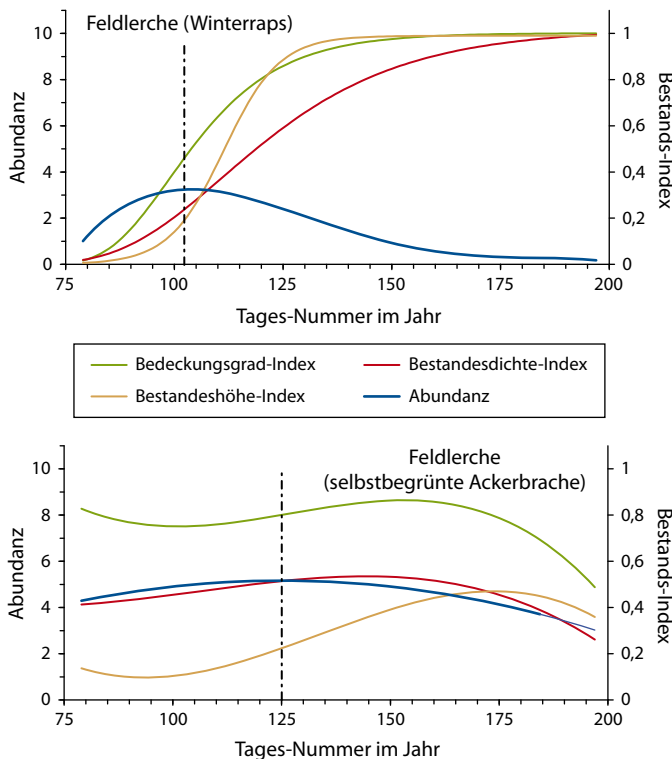 Feldlerche (Winterraps)
10
8
6
4
2
0
Abundanz
1
0,8
0,6
0,4
0,2
0
Bestands-Index
75 100 125 150 175 200
Tages-Nummer im Jahr
Bedeckungsgrad-Index Bestandesdichte-Index
Bestandeshöhe-Index Abundanz
Feldlerche
(selbstbegrünte Ackerbrache)
10
8
6
4
2
0
Abundanz
1
0,8
0,6
0,4
0,2
0
Bestands-Index
75 100 125 150 175 200
Tages-Nummer im Jahr